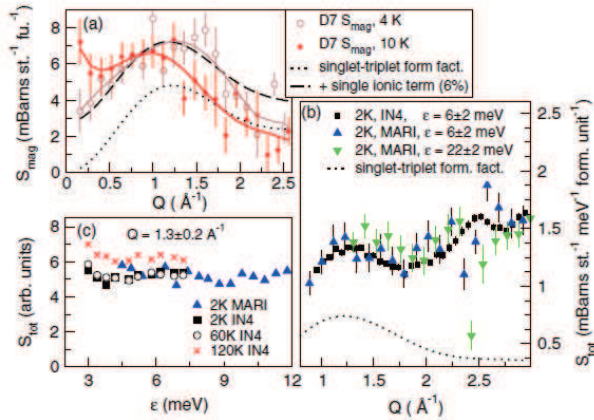 (a)
D7 S mag, 4 K
D7 S mag, 10 K
singlet-triplet form fact.
+ single ionic term (6%)
S mag (mBarns st.⁻¹ fu.⁻¹)
8
6
4
2
0
0 0.5 1 1.5 2 2.5
Q ( Å⁻¹)
(b)
2K, IN4, ε = 6±2 meV
2K, MARI, ε = 6±2 meV
2K, MARI, ε = 22±2 meV
singlet-triplet form. fact.
2.5
2
1.5
1
0.5
S tot (mBarns st.⁻¹ meV⁻¹ form. unit⁻¹)
1 1.5 2 2.5
Q ( Å⁻¹)
(c)
Q = 1.3±0.2 A⁻¹
2K MARI
2K IN4
60K IN4
120K IN4
S tot (arb. units)
8
6
4
2
0
3 6 9 12
ε (meV)